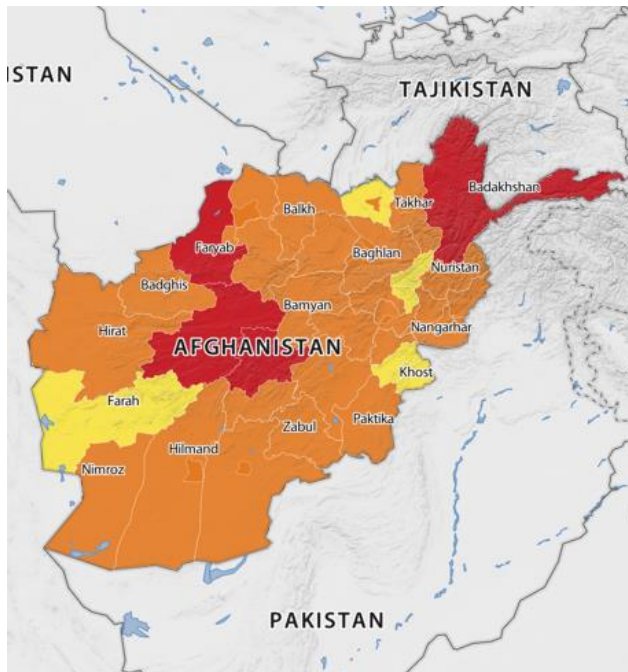 ISTAN
TAJIKISTAN
Badakhshan
Takhar
Balkh
Faryab
Baghlan
Nuristan
Badghis
Bamyan
Hirat
Nangarhar
AFGHANISTAN
Khost
Farah
Paktika
Zabul
Hilmand
Nimroz
PAKISTAN